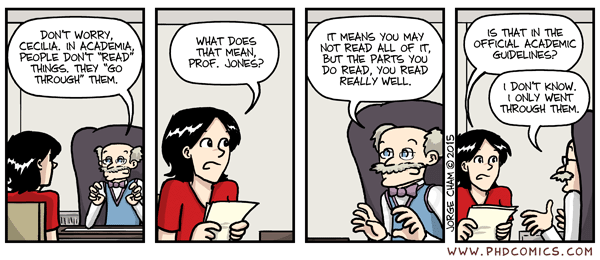 DON'T WORRY,
CECILIA. IN ACADEMIA,
PEOPLE DON'T "READ"
THINGS. THEY "GO
THROUGH" THEM.
WHAT DOES
THAT MEAN,
PROF. JONES?
IT MEANS YOU MAY
NOT READ ALL OF IT,
BUT THE PARTS YOU
DO READ, YOU READ
REALLY WELL.
IS THAT IN THE
OFFICIAL ACADEMIC
GUIDELINES?
I DON'T KNOW.
I ONLY WENT
THROUGH THEM.
JORGE CHAM © 2015
WWW.PHDCOMICS.COM